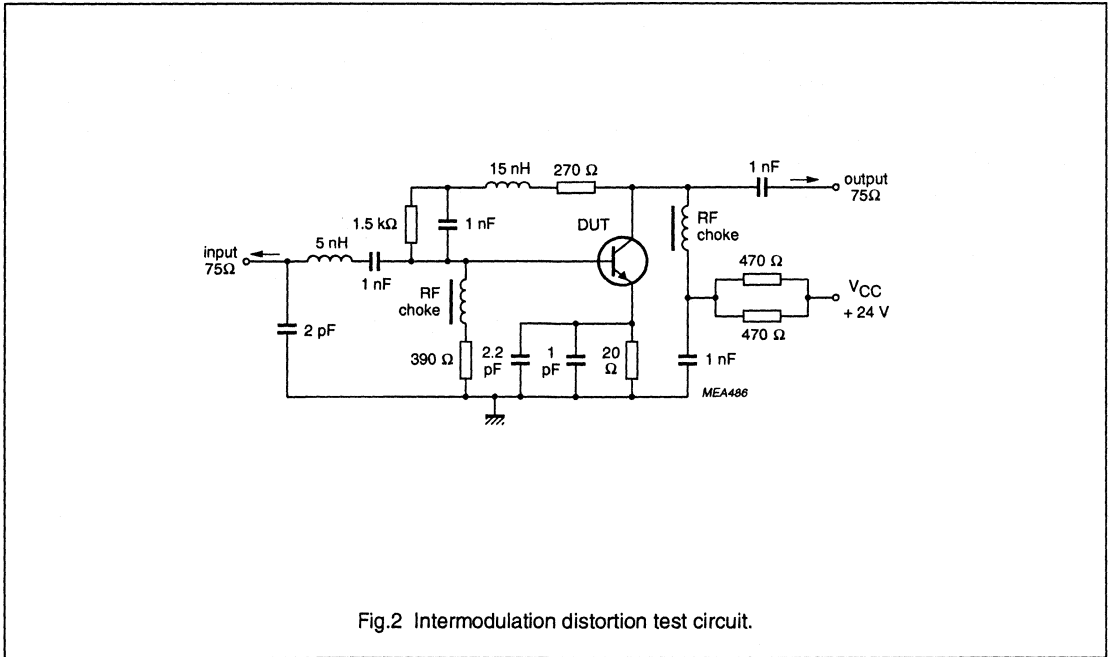 15 nH
270 Ω
1 nF
output
75Ω
1.5 kΩ
1 nF
DUT
RF
choke
input
75Ω
5 nH
1 nF
470 Ω
VCC
+ 24 V
470 Ω
RF
choke
2 pF
390 Ω
2.2
pF
1
pF
20
Ω
1 nF
MEA486
Fig.2 Intermodulation distortion test circuit.